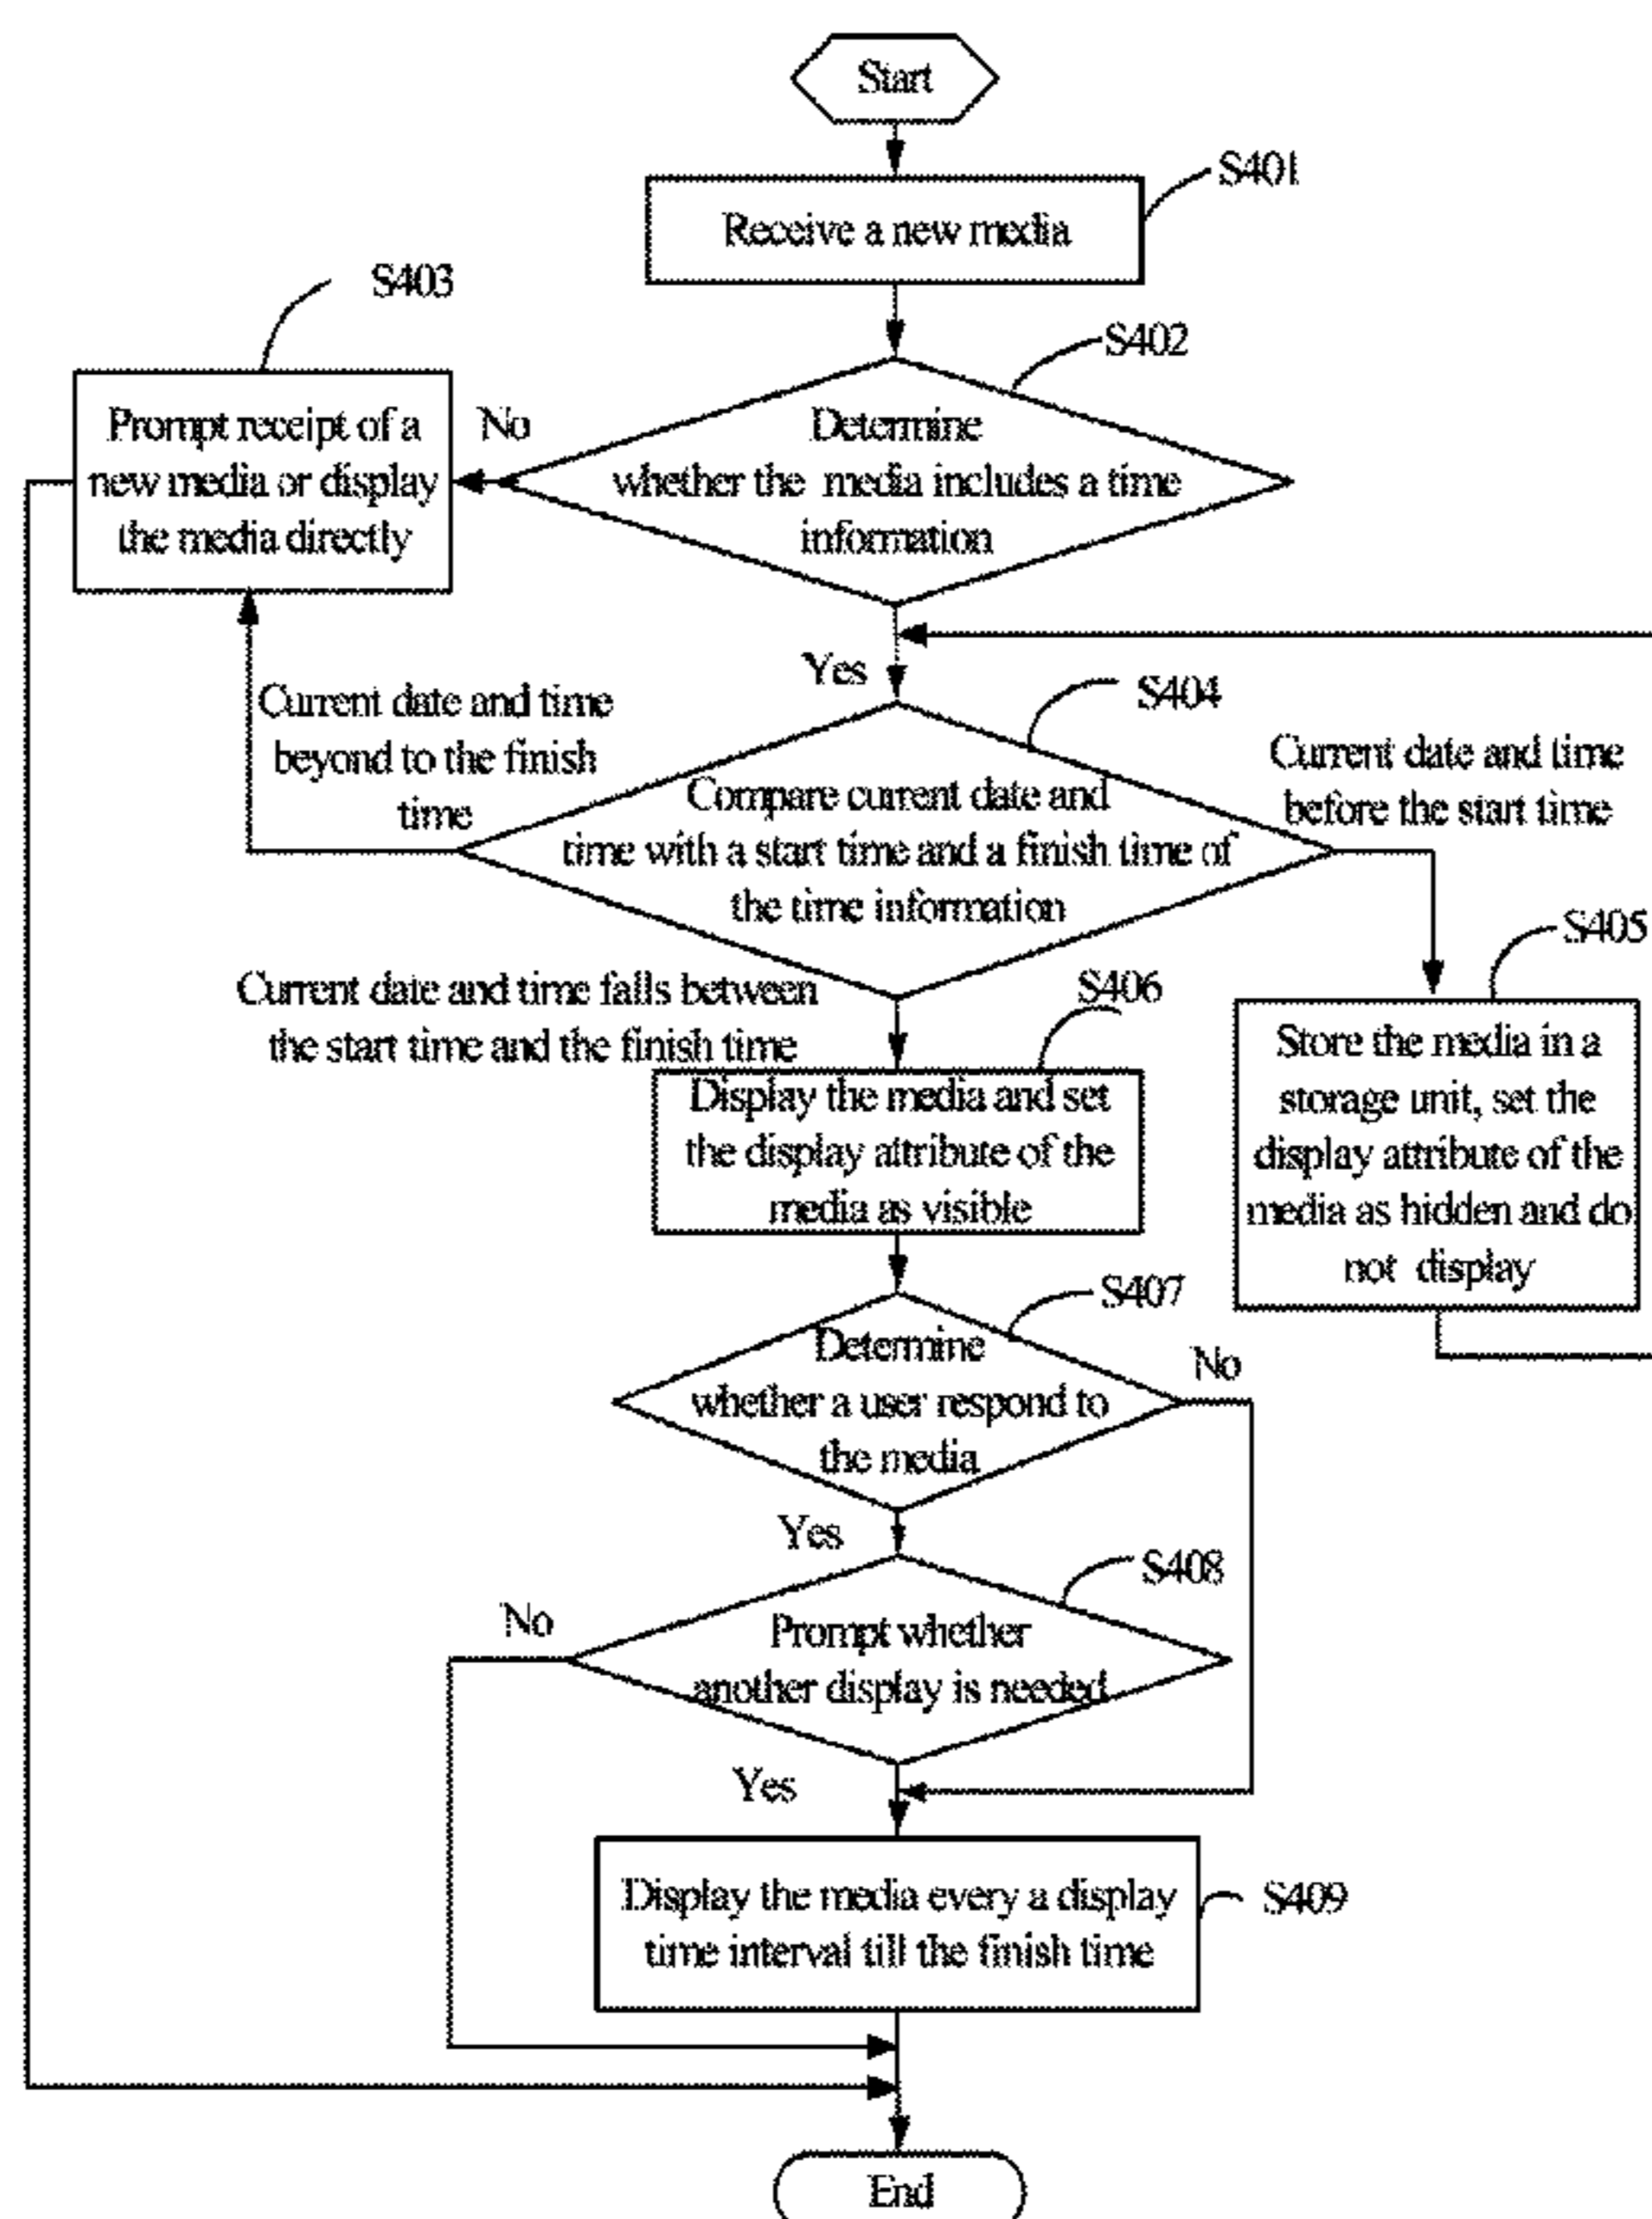 Start
S401
Receive a new media
S403
S402
Prompt receipt of a
new media or display
the media directly
No
Determine
whether the media includes a time
information
Yes
S404
Current date and time
beyond to the finish
time
Compare current date and
time with a start time and a finish time of
the time information
Current date and time
before the start time
S405
Current date and time falls between
the start time and the finish time
S406
Display the media and set
the display attribute of the
media as visible
Store the media in a
storage unit, set the
display attribute of the
media as hidden and do
not display
S407
Determine
whether a user respond to
the media
No
Yes
S408
No
Prompt whether
another display is needed
Yes
Display the media every a display
time interval till the finish time
S409
End